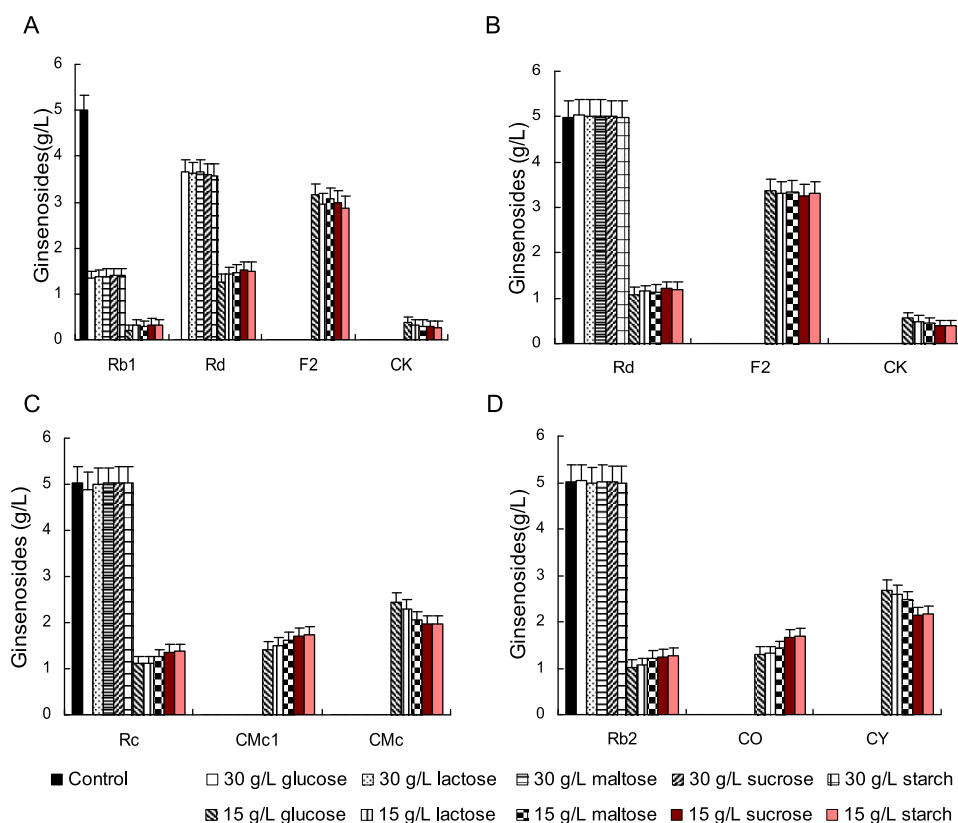 A
Ginsenosides(g/L)
6
5
4
3
2
1
0
Rb1 Rd F2 CK
B
Ginsenosides (g/L)
6
5
4
3
2
1
0
Rd F2 CK
C
Ginsenosides (g/L)
6
5
4
3
2
1
0
Rc CMc1 CMc
D
Ginsenosides(g/L)
6
5
4
3
2
1
0
Rb2 CO CY
Control 30 g/L glucose 30 g/L lactose 30 g/L maltose 30 g/L sucrose 30 g/L starch
15 g/L glucose 15 g/L lactose 15 g/L maltose 15 g/L sucrose 15 g/L starch